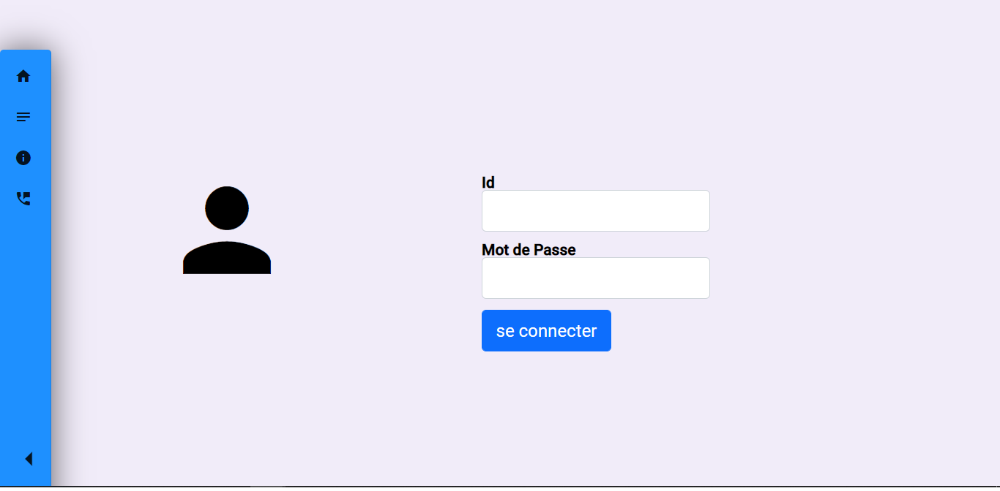 Id
Mot de Passe
se connecter